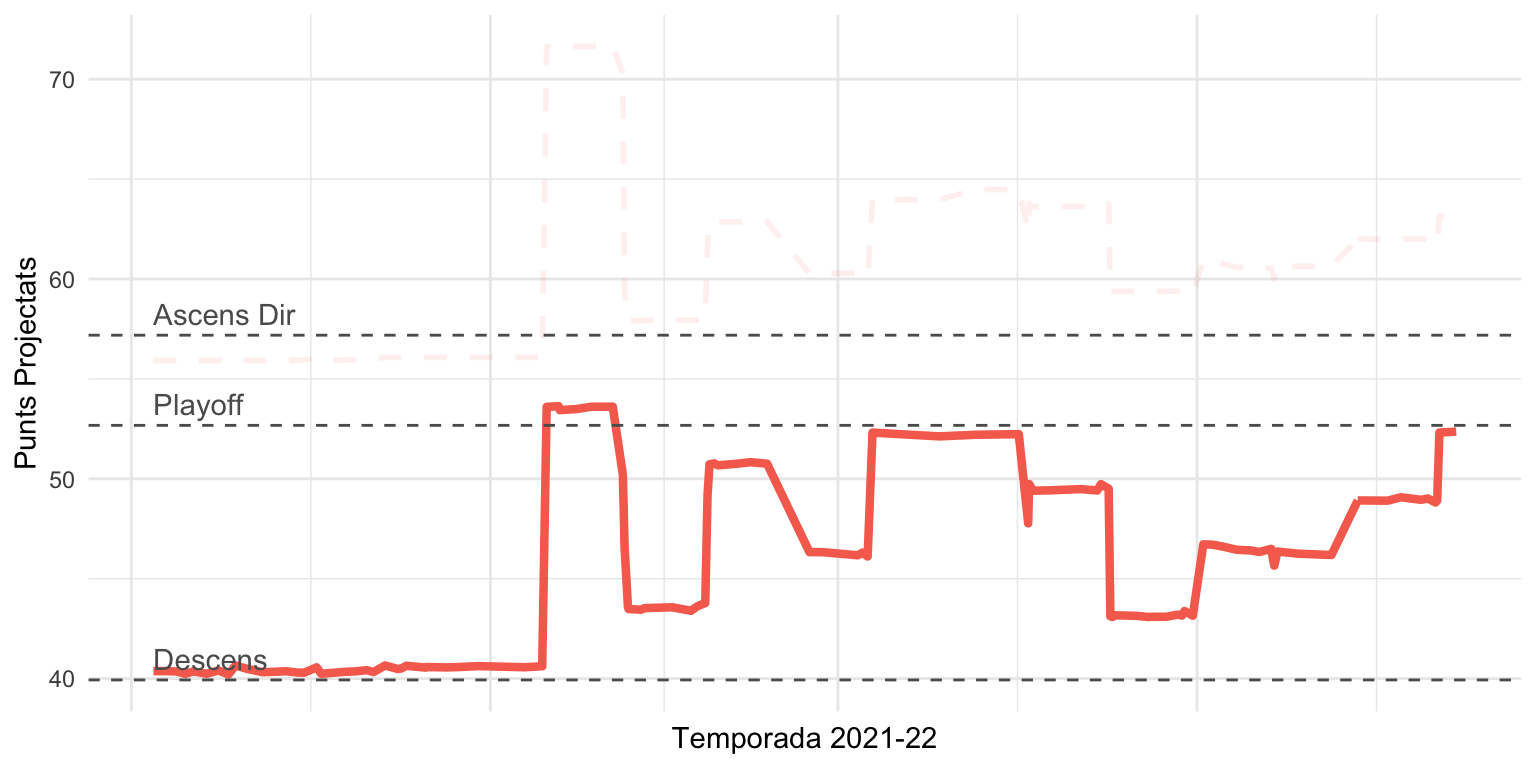 70
60
50
40
Punts Projectats
Ascens Dir
Playoff
Descens
Temporada 2021-22